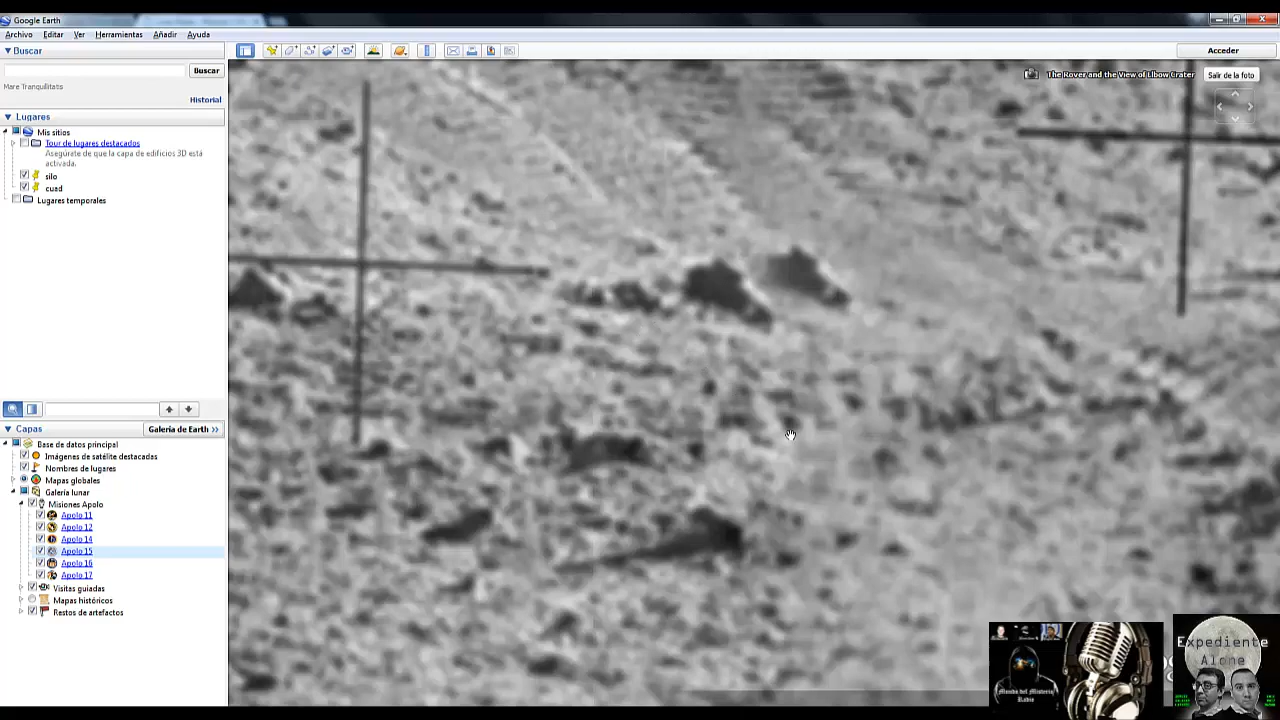 Google Earth
Archivo Editar Ver Herramientas Añadir Ayuda
Buscar
Acceder
Buscar
Mare Tranquillitatis
Historial
The Rover and the View of Elbow Crater
Salir de la foto
Lugares
Mis sitios
Tour de lugares destacados
Asegúrate de que la capa de edificios 3D está
activada.
silo
cuad
Lugares temporales
Capas
Galería de Earth >>
Base de datos principal
Imágenes de satélite destacadas
Nombres de lugares
Mapas globales
Galería lunar
Misiones Apolo
Apolo 11
Apolo 12
Apolo 14
Apolo 15
Apolo 16
Apolo 17
Visitas guiadas
Mapas históricos
Restos de artefactos
Mundo del Misterio
Radio
Expediente
Alone